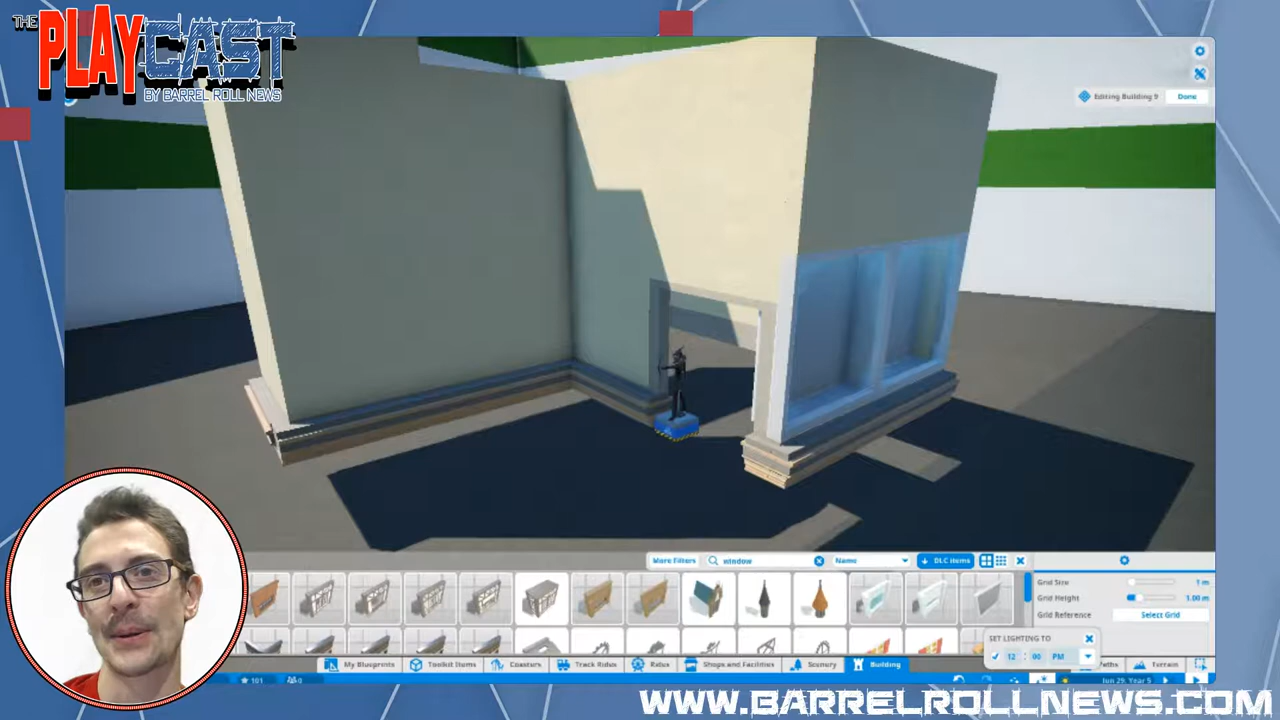 THE
PLAYCAST
BY BARREL ROLL NEWS
Editing Building 9
Done
More Filters
window
Name
DLC Items
Grid Size
1 m
Grid Height
1.00 m
Grid Reference
Select Grid
SET LIGHTING TO
12 : 00 PM
My Blueprints
Toolkit Items
Coasters
Track Rides
Rides
Shops and Facilities
Scenery
Building
Paths
Terrain
101
0
Jun 29, Year 5
WWW.BARRELROLLNEWS.COM